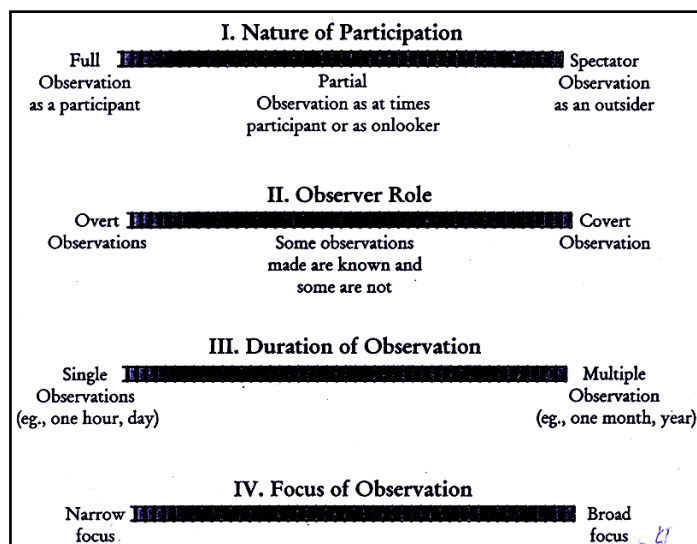 I. Nature of Participation
Full
Observation
as a participant
Partial
Observation as at times
participant or as onlooker
Spectator
Observation
as an outsider
II. Observer Role
Overt
Observations
Some observations
made are known and
some are not
Covert
Observation
III. Duration of Observation
Single
Observations
(eg., one hour, day)
Multiple
Observation
(eg., one month, year)
IV. Focus of Observation
Narrow
focus
Broad
focus